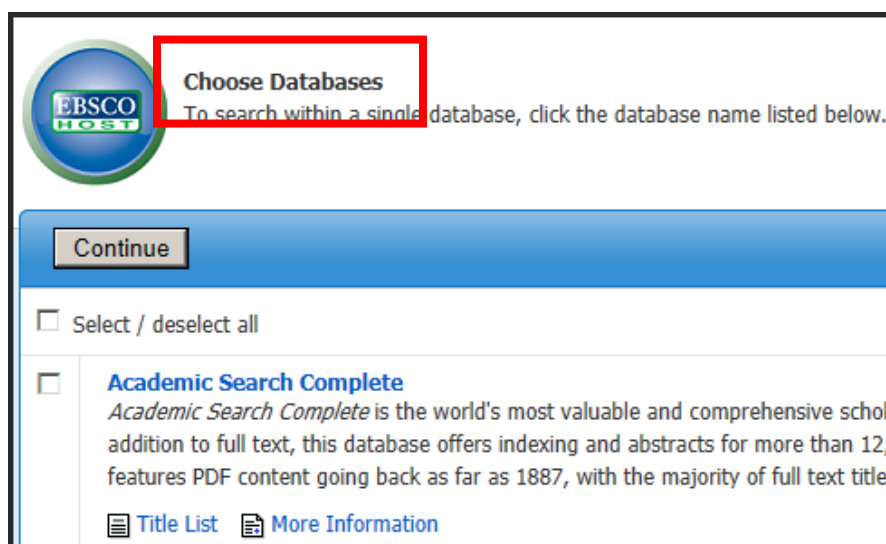 EBSCO
HOST
Choose Databases
To search within a single database, click the database name listed below.
Continue
Select / deselect all
Academic Search Complete
Academic Search Complete is the world's most valuable and comprehensive schol
addition to full text, this database offers indexing and abstracts for more than 12,
features PDF content going back as far as 1887, with the majority of full text title
Title List More Information